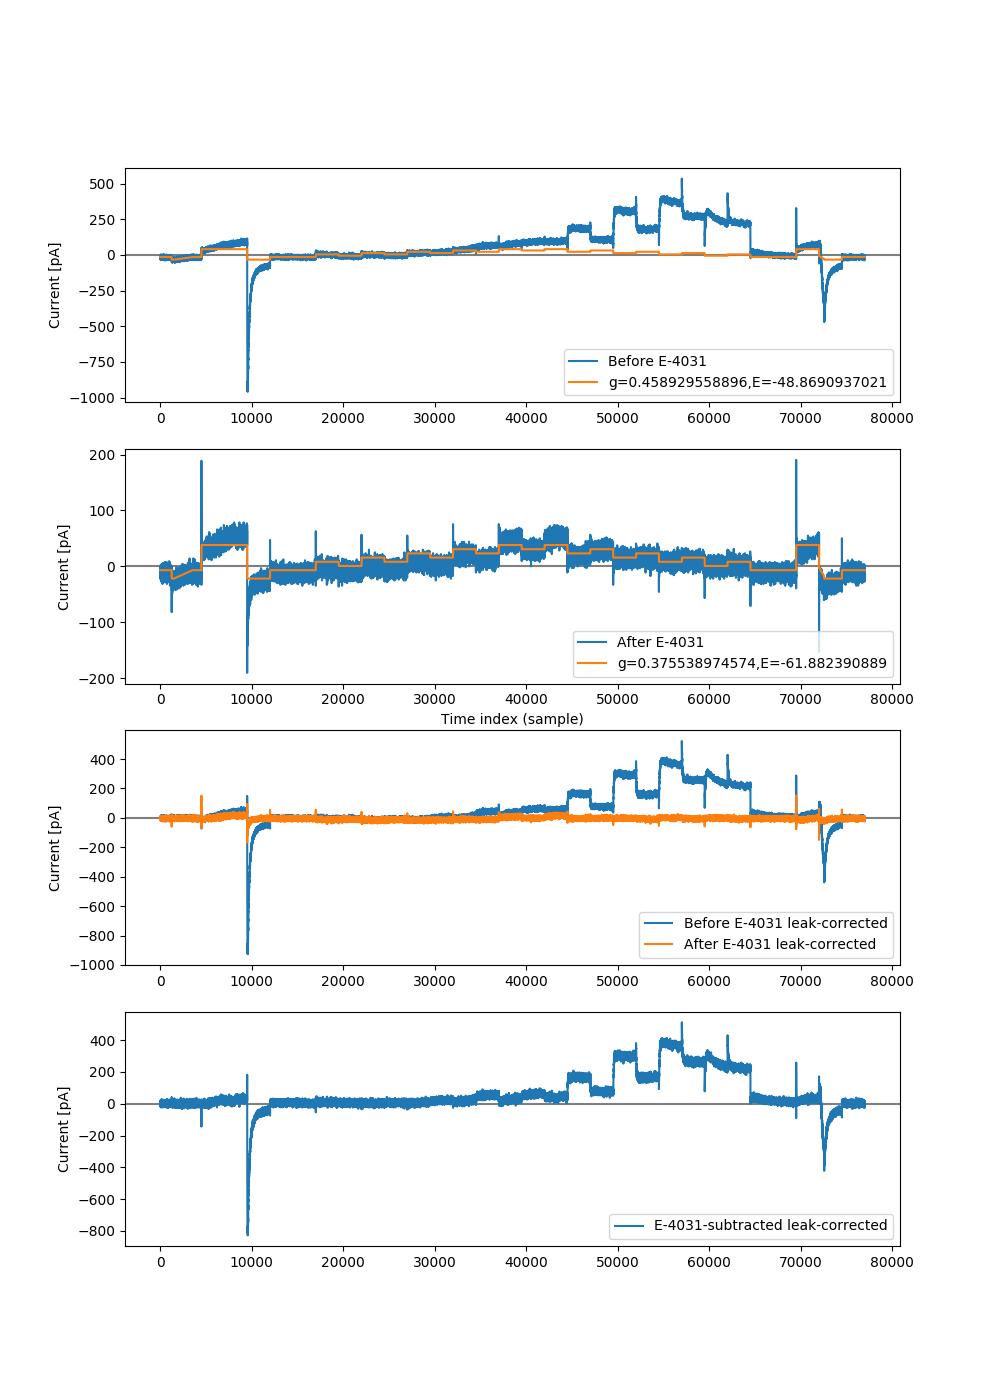 500
250
0
−250
−500
−750
−1000
Current [pA]
Before E-4031
g=0.458929558896,E=-48.8690937021
0 10000 20000 30000 40000 50000 60000 70000 80000
200
100
0
−100
−200
Current [pA]
After E-4031
g=0.375538974574,E=-61.882390889
0 10000 20000 30000 40000 50000 60000 70000 80000
Time index (sample)
400
200
0
−200
−400
−600
−800
−1000
Current [pA]
Before E-4031 leak-corrected
After E-4031 leak-corrected
0 10000 20000 30000 40000 50000 60000 70000 80000
400
200
0
−200
−400
−600
−800
Current [pA]
E-4031-subtracted leak-corrected
0 10000 20000 30000 40000 50000 60000 70000 80000